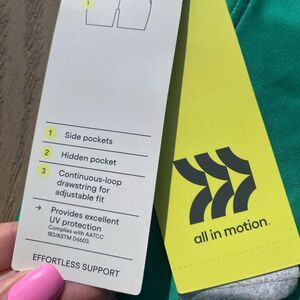 1
1 Side pockets
2 Hidden pocket
3 Continuous-loop
drawstring for
adjustable fit
→ Provides excellent
UV protection
Complies with AATCC
183/ASTM D6603.
EFFORTLESS SUPPORT
all in motion